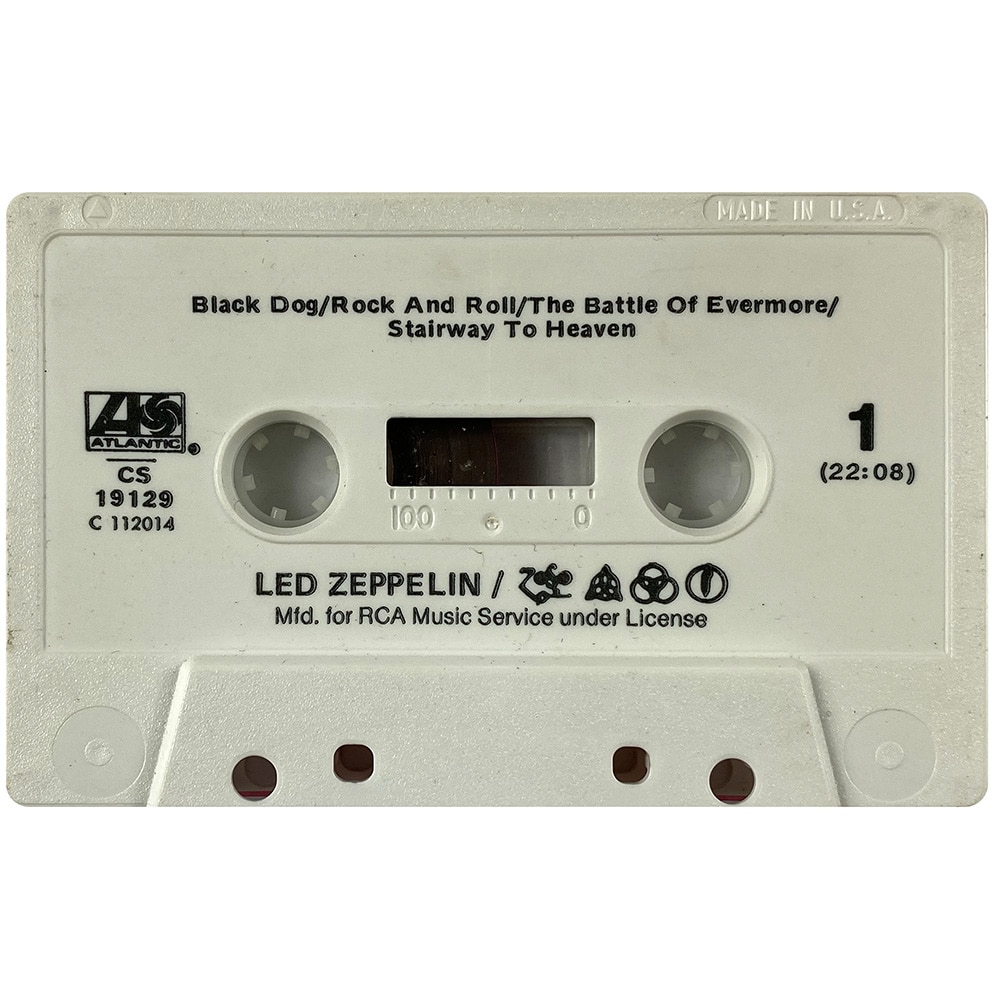 MADE IN U.S.A.
Black Dog/Rock And Roll/The Battle Of Evermore/
Stairway To Heaven
ATLANTIC®
CS
19129
C 112014
1
(22:08)
100 0
LED ZEPPELIN /
Mfd. for RCA Music Service under License